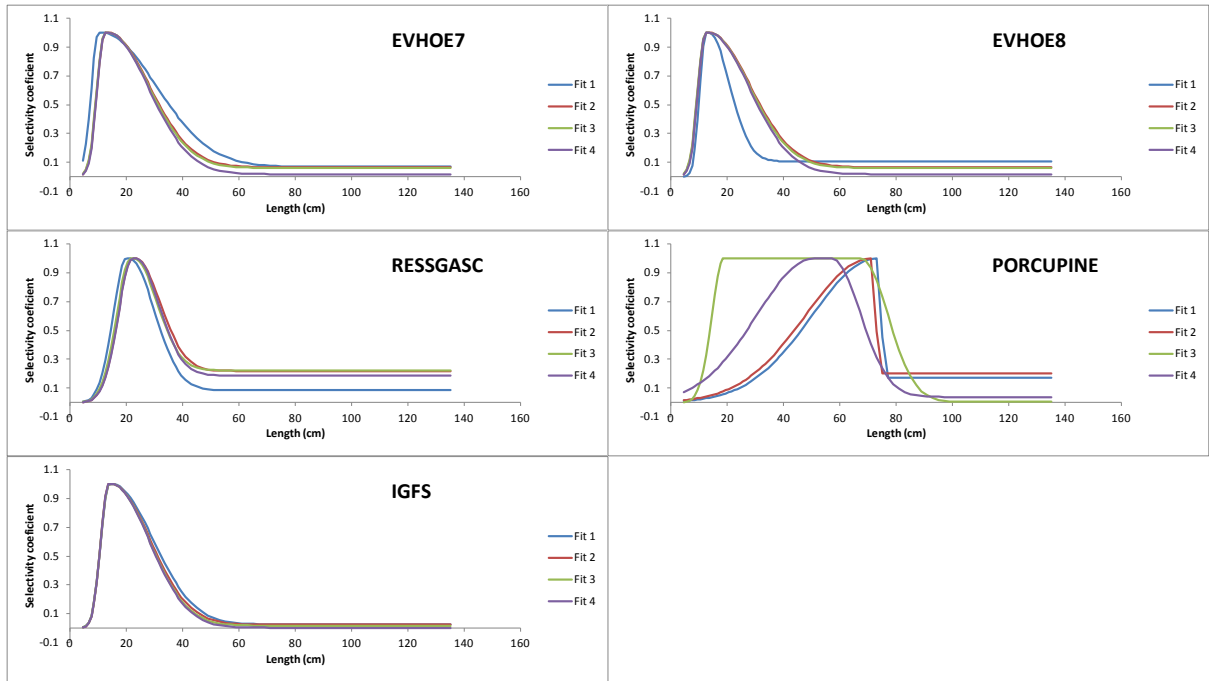 EVHOE7
Selectivity coeficient
1.1
0.9
0.7
0.5
0.3
0.1
-0.1
0 20 40 60 80 100 120 140 160
Length (cm)
Fit 1
Fit 2
Fit 3
Fit 4
EVHOE8
Selectivity coeficient
1.1
0.9
0.7
0.5
0.3
0.1
-0.1
0 20 40 60 80 100 120 140 160
Length (cm)
Fit 1
Fit 2
Fit 3
Fit 4
RESSGASC
Selectivity coeficient
1.1
0.9
0.7
0.5
0.3
0.1
-0.1
0 20 40 60 80 100 120 140 160
Length (cm)
Fit 1
Fit 2
Fit 3
Fit 4
PORCUPINE
Selectivity coeficient
1.1
0.9
0.7
0.5
0.3
0.1
-0.1
0 20 40 60 80 100 120 140 160
Length (cm)
Fit 1
Fit 2
Fit 3
Fit 4
IGFS
Selectivity coeficient
1.1
0.9
0.7
0.5
0.3
0.1
-0.1
0 20 40 60 80 100 120 140 160
Length (cm)
Fit 1
Fit 2
Fit 3
Fit 4